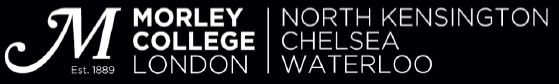 M
Est. 1889
MORLEY
COLLEGE
LONDON
NORTH KENSINGTON
CHELSEA
WATERLOO